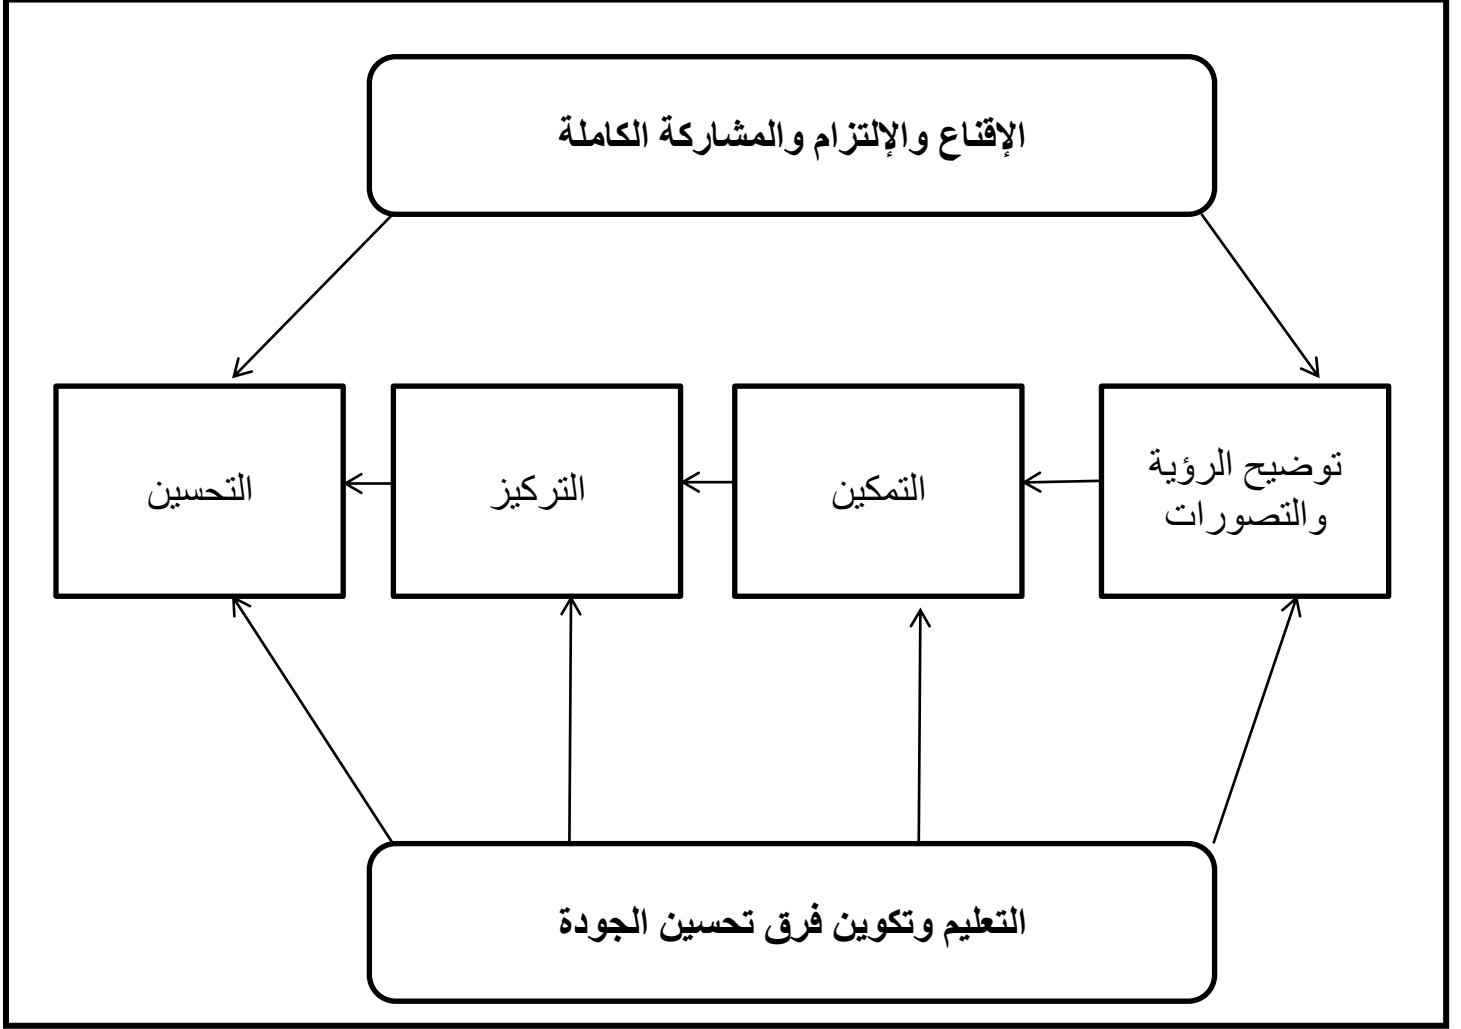 الإقناع والإلتزام والمشاركة الكاملة
توضيح الرؤية
والتصورات
التمكين
التركيز
التحسين
التعليم وتكوين فرق تحسين الجودة